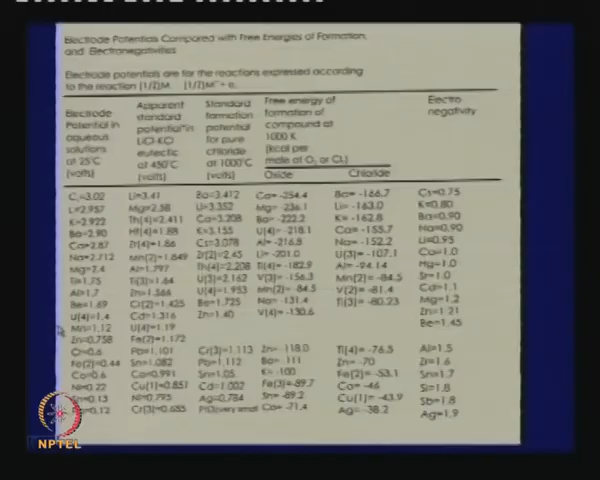 Electrode Potentials Compared with Free Energies of Formation,
and Electronegativities
Electrode potentials are for the reactions expressed according
to the reaction (1/Z)M
Electrode Potential in aqueous solutions at 25°C (volts)
Apparent standard potential in LiCl-KCl eutectic at 450°C (volts)
Standard formation potential for pure chloride at 1000°C (volts)
Free energy of formation of compound at 1000 K (kcal per mole of O₂ or Cl₂)
Electro negativity
Oxide Chloride
Li=3.41 Ba=3.412 Ca= -254.4 Ba= -166.7 Cs=0.75
Li=2.957 Mg=2.58 Li=3.352 Mg= -236.1 Li= -163.0 K=0.80
K=2.922 Th(4)=2.411 Ca=3.208 Ba= -222.2 K= -162.8 Ba=0.90
Ba=2.90 Hf(4)=1.88 K=3.155 U(4)= -218.1 Ca= -155.7 Na=0.90
Ca=2.87 Zr(4)=1.86 Cs=3.078 Al= -216.8 Na= -152.2 Li=0.95
Na=2.712 Mn(2)=1.849 Zr(2)=2.45 Li= -201.0 U(3)= -107.1 Ca=1.0
Mg=2.4 Al=1.797 Th(4)=2.208 Ti(4)= -182.9 Al= -94.14 Hg=1.0
Ti=1.75 Ti(3)=1.64 U(3)=2.162 V(3)= -156.3 Mn(2)= -84.5 Sr=1.0
Al=1.7 Zn=1.566 U(4)=1.953 Mn(2)= -84.5 V(2)= -81.4 Cd=1.1
Be=1.69 Cr(2)=1.425 Ba=1.725 Na= -131.4 Ti(3)= -80.23 Mg=1.2
U(4)=1.4 Cd=1.316 Zn=1.40 V(4)= -130.6 Zn=1.21
Mn=1.12 U(4)=1.19 Be=1.45
Zn=0.758 Fe(2)=1.172
Cr=0.6 Pb=1.101 Cr(3)=1.113 Zn= -118.0 Ti(4)= -76.5 Al=1.5
Fe(2)=0.44 Sn=1.082 Pb=1.112 Ba= -111 Zn= -70 Zr=1.6
Co=0.6 Co=0.991 Sn=1.05 K= -100 Fe(2)= -53.1 Sn=1.7
Ni=0.22 Cu(1)=0.851 Cd=1.002 Fe(3)= -89.7 Co= -46 Si=1.8
Sn=0.13 Ni=0.795 Ag=0.784 Sn= -89.2 Cu(1)= -43.9 Sb=1.8
Pb=0.12 Cr(3)=0.655 Pt(3)very small Co= -71.4 Ag= -38.2 Ag=1.9
NPTEL